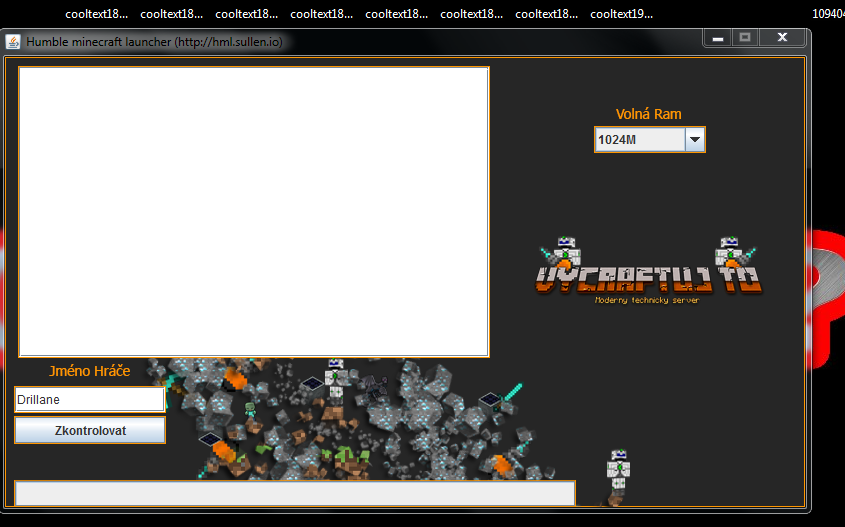 cooltext18... cooltext18... cooltext18... cooltext18... cooltext18... cooltext18... cooltext18... cooltext19... 109404
Humble minecraft launcher (http://hml.sullen.io)
Volná Ram
1024M
VYCRAFTUJ TO
Moderny technicky server
Jméno Hráče
Drillane
Zkontrolovat